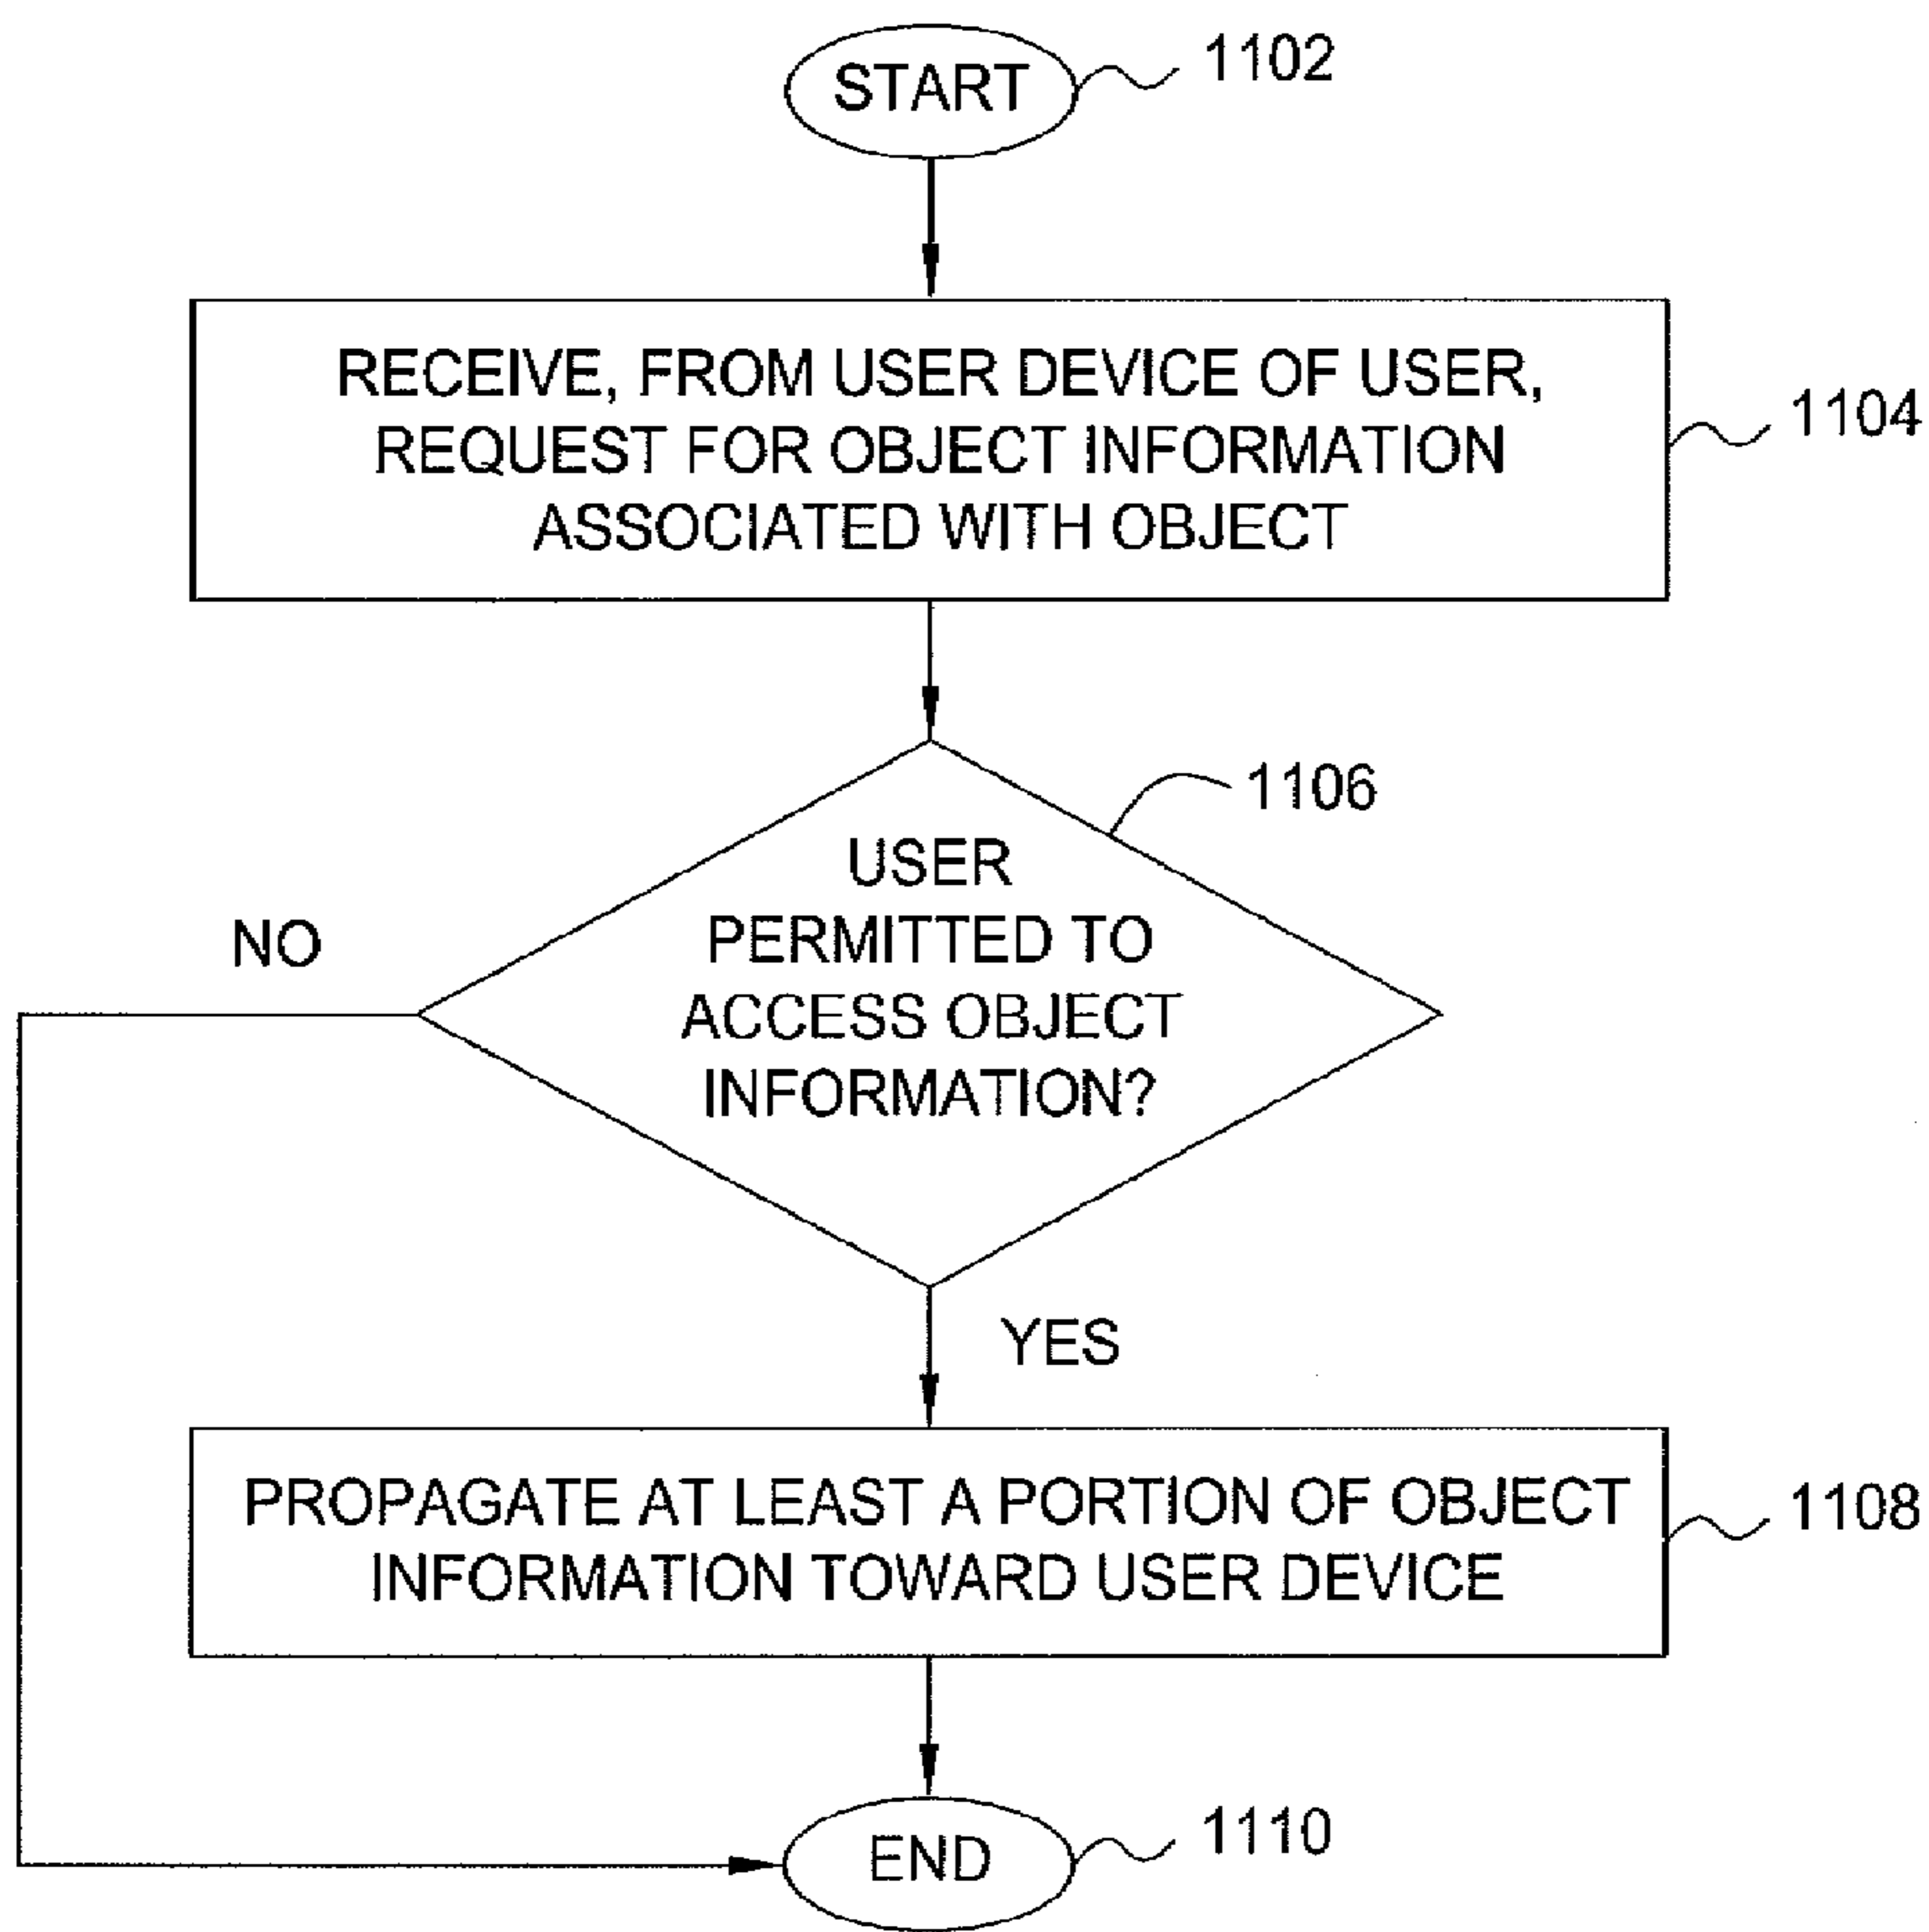 START
1102
RECEIVE, FROM USER DEVICE OF USER,
REQUEST FOR OBJECT INFORMATION
ASSOCIATED WITH OBJECT
1104
1106
USER
PERMITTED TO
ACCESS OBJECT
INFORMATION?
NO
YES
PROPAGATE AT LEAST A PORTION OF OBJECT
INFORMATION TOWARD USER DEVICE
1108
END
1110